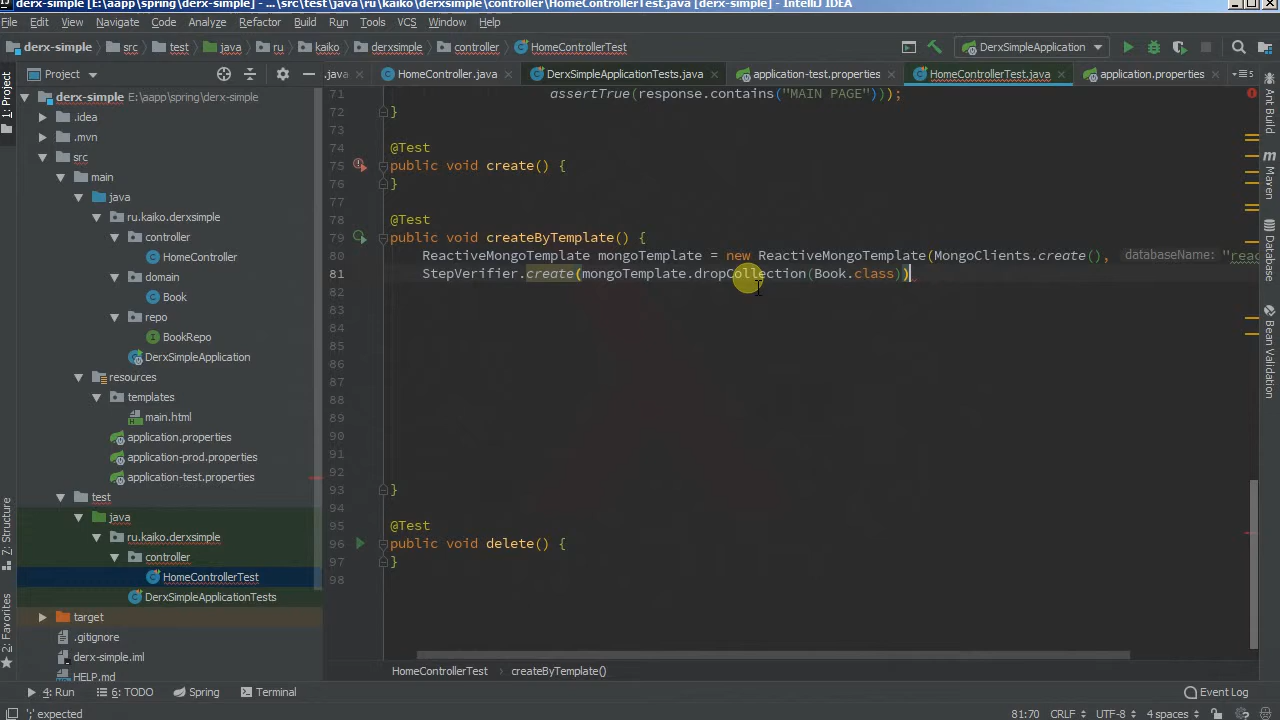 derx-simple [E:\aapp\spring\derx-simple] - ...\src\test\java\ru\kaiko\derxsimple\controller\HomeControllerTest.java [derx-simple] - IntelliJ IDEA
File Edit View Navigate Code Analyze Refactor Build Run Tools VCS Window Help
derx-simple src test java ru kaiko derxsimple controller HomeControllerTest DerxSimpleApplication
Project .java HomeController.java DerxSimpleApplicationTests.java application-test.properties HomeControllerTest.java application.properties
1: Project
7: Structure
2: Favorites
derx-simple E:\aapp\spring\derx-simple
.idea
.mvn
src
main
java
ru.kaiko.derxsimple
controller
HomeController
domain
Book
repo
BookRepo
DerxSimpleApplication
resources
templates
main.html
application.properties
application-prod.properties
application-test.properties
test
java
ru.kaiko.derxsimple
controller
HomeControllerTest
DerxSimpleApplicationTests
target
.gitignore
derx-simple.iml
HELP.md
71 assertTrue(response.contains("MAIN PAGE")));
72 }
73
74 @Test
75 public void create() {
76 }
77
78 @Test
79 public void createByTemplate() {
80 ReactiveMongoTemplate mongoTemplate = new ReactiveMongoTemplate(MongoClients.create(), databaseName: "reac
81 StepVerifier.create(mongoTemplate.dropCollection(Book.class))
82
83
84
85
86
87
88
89
90
91
92
93 }
94
95 @Test
96 public void delete() {
97 }
98
Ant Build
Maven
Database
Bean Validation
HomeControllerTest createByTemplate()
4: Run 6: TODO Spring Terminal Event Log
';' expected 81:70 CRLF UTF-8 4 spaces